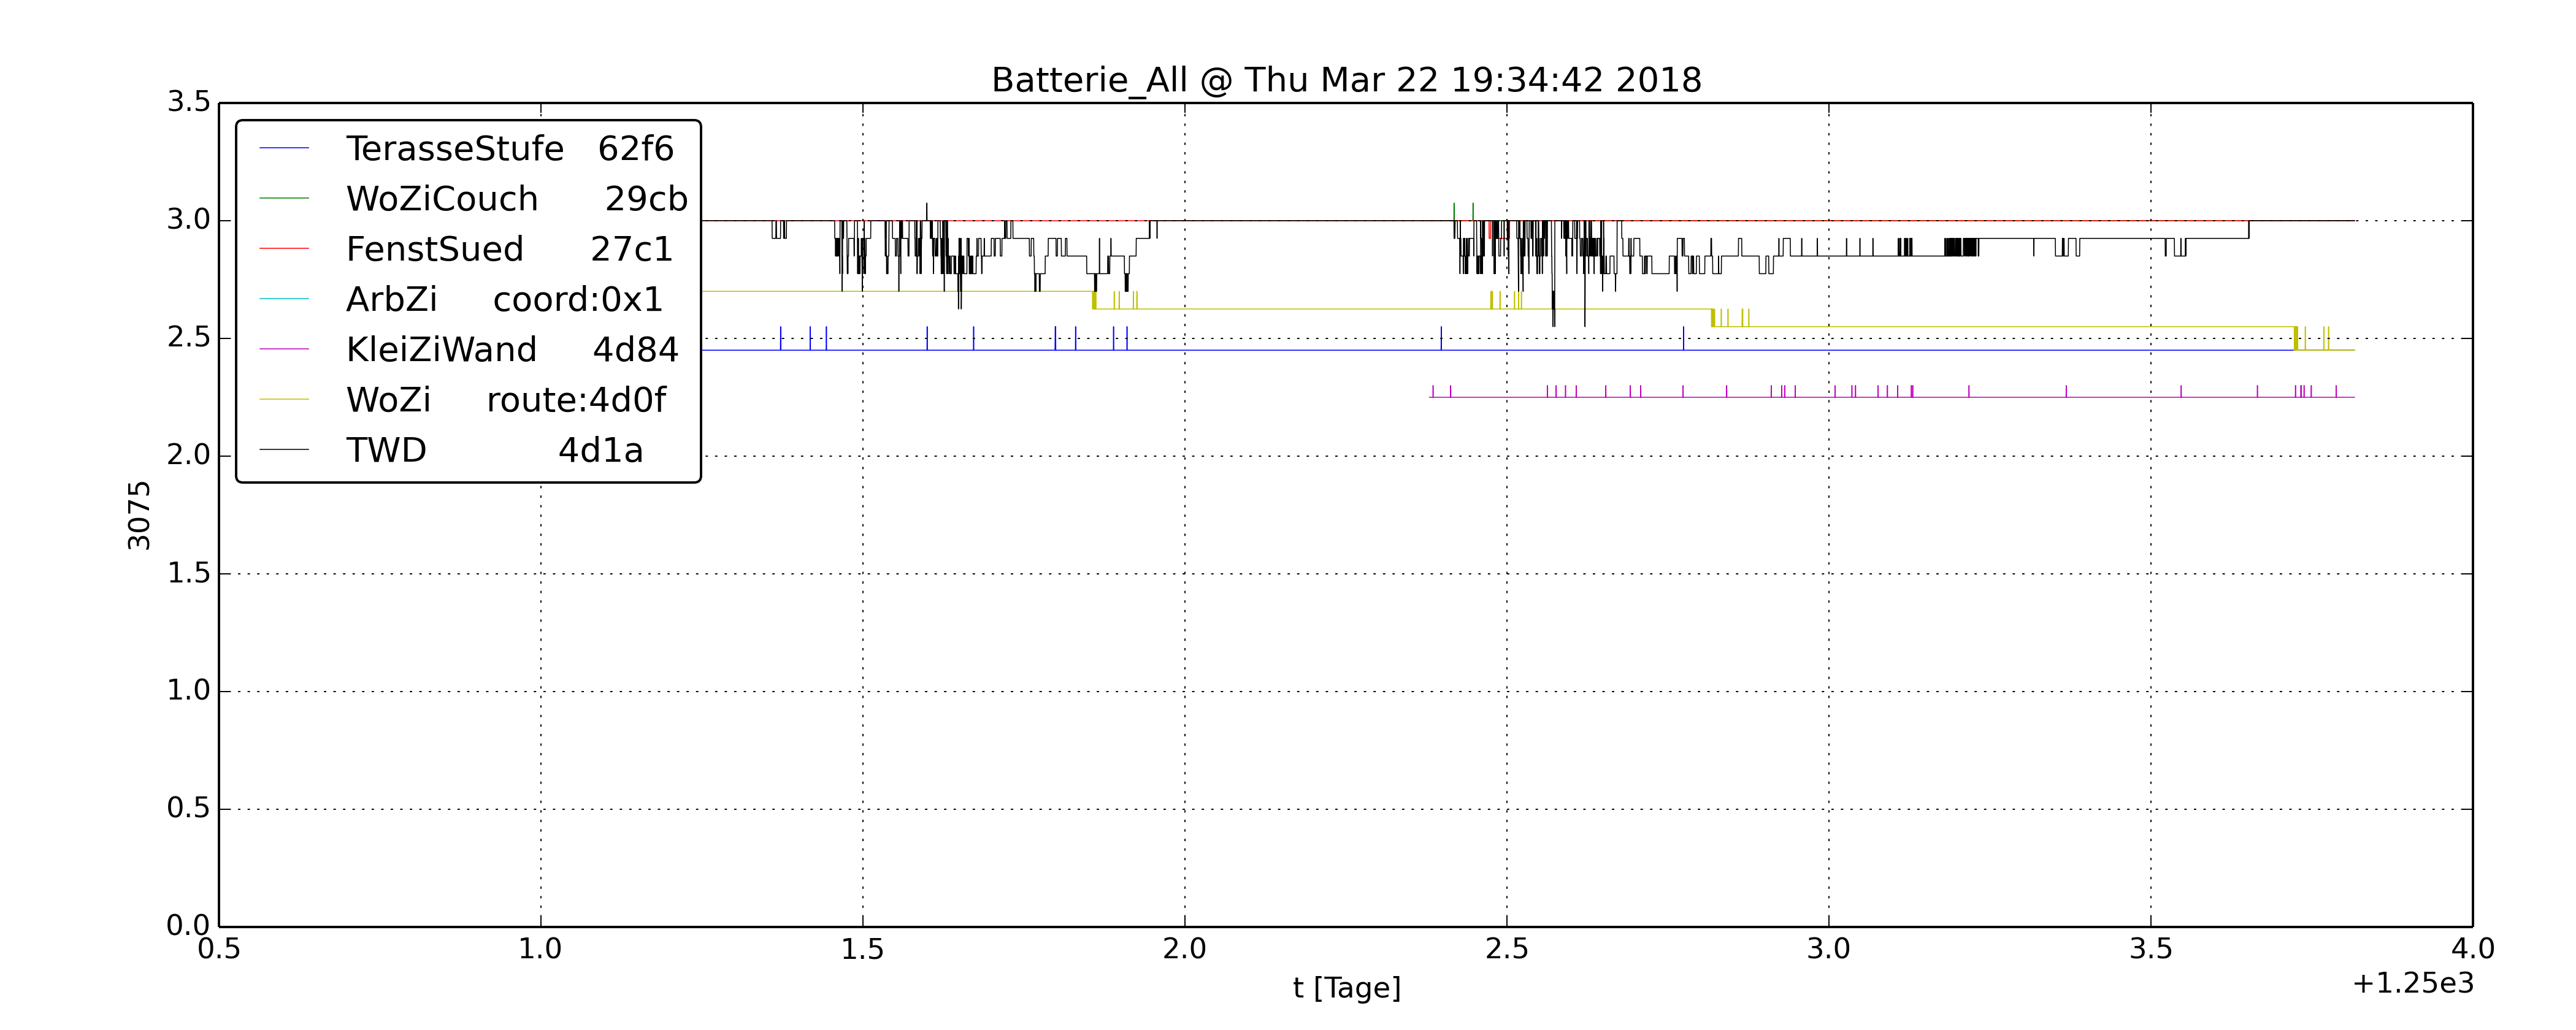 Batterie_All @ Thu Mar 22 19:34:42 2018
3.5
3.0
2.5
2.0
1.5
1.0
0.5
0.0
3075
TerasseStufe 62f6
WoZiCouch 29cb
FenstSued 27c1
ArbZi coord:0x1
KleiZiWand 4d84
WoZi route:4d0f
TWD 4d1a
0.5 1.0 1.5 2.0 2.5 3.0 3.5 4.0
t [Tage]
+1.25e3